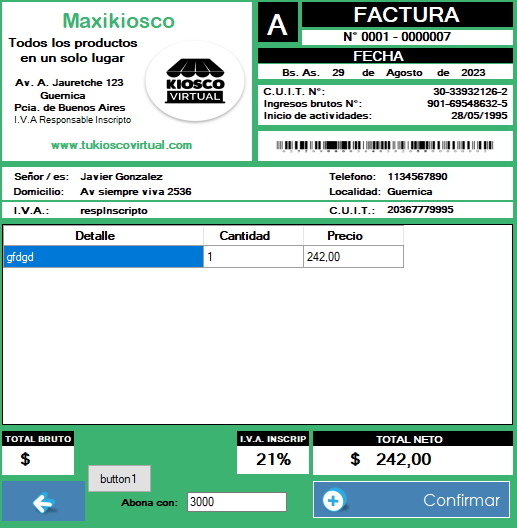 Maxikiosco
Todos los productos
en un solo lugar
Av. A. Jauretche 123
Guernica
Pcia. de Buenos Aires
I.V.A Responsable Inscripto
www.tukioscovirtual.com
KIOSCO
VIRTUAL
A
FACTURA
N° 0001 - 0000007
FECHA
Bs. As. 29 de Agosto de 2023
C.U.I.T. N°: 30-33932126-2
Ingresos brutos N°: 901-69548632-5
Inicio de actividades: 28/05/1995
Señor / es: Javier Gonzalez Telefono: 1134567890
Domicilio: Av siempre viva 2536 Localidad: Guernica
I.V.A.: respInscripto C.U.I.T.: 20367779995
Detalle Cantidad Precio
gfdgd 1 242,00
TOTAL BRUTO I.V.A. INSCRIP TOTAL NETO
$ 21% $ 242,00
button1
Abona con: 3000
Confirmar